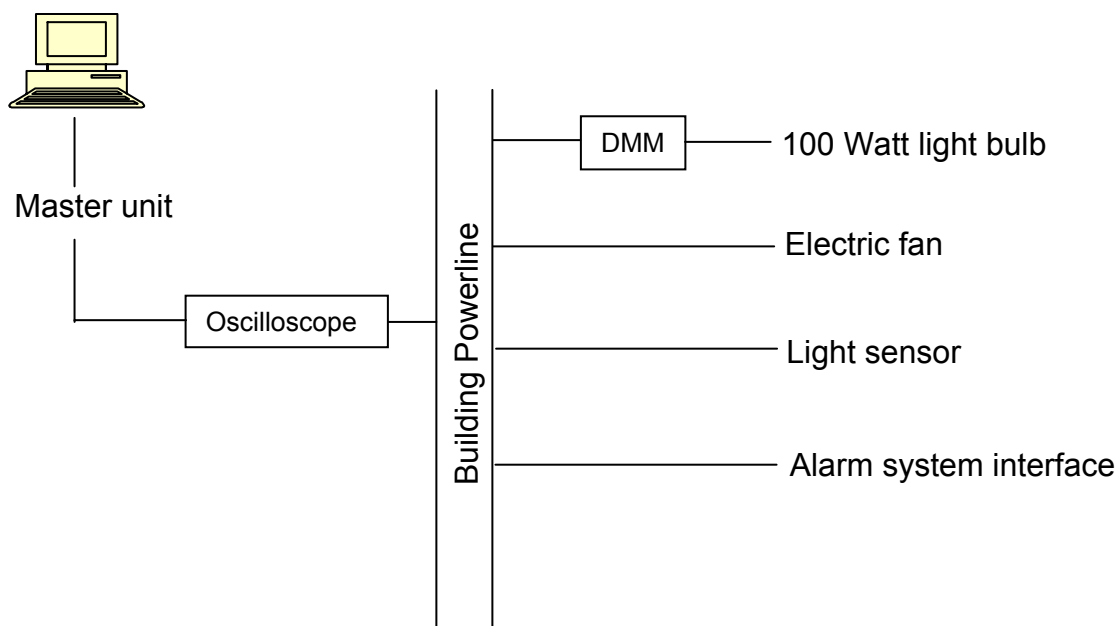 Master unit
Oscilloscope
Building Powerline
DMM
100 Watt light bulb
Electric fan
Light sensor
Alarm system interface